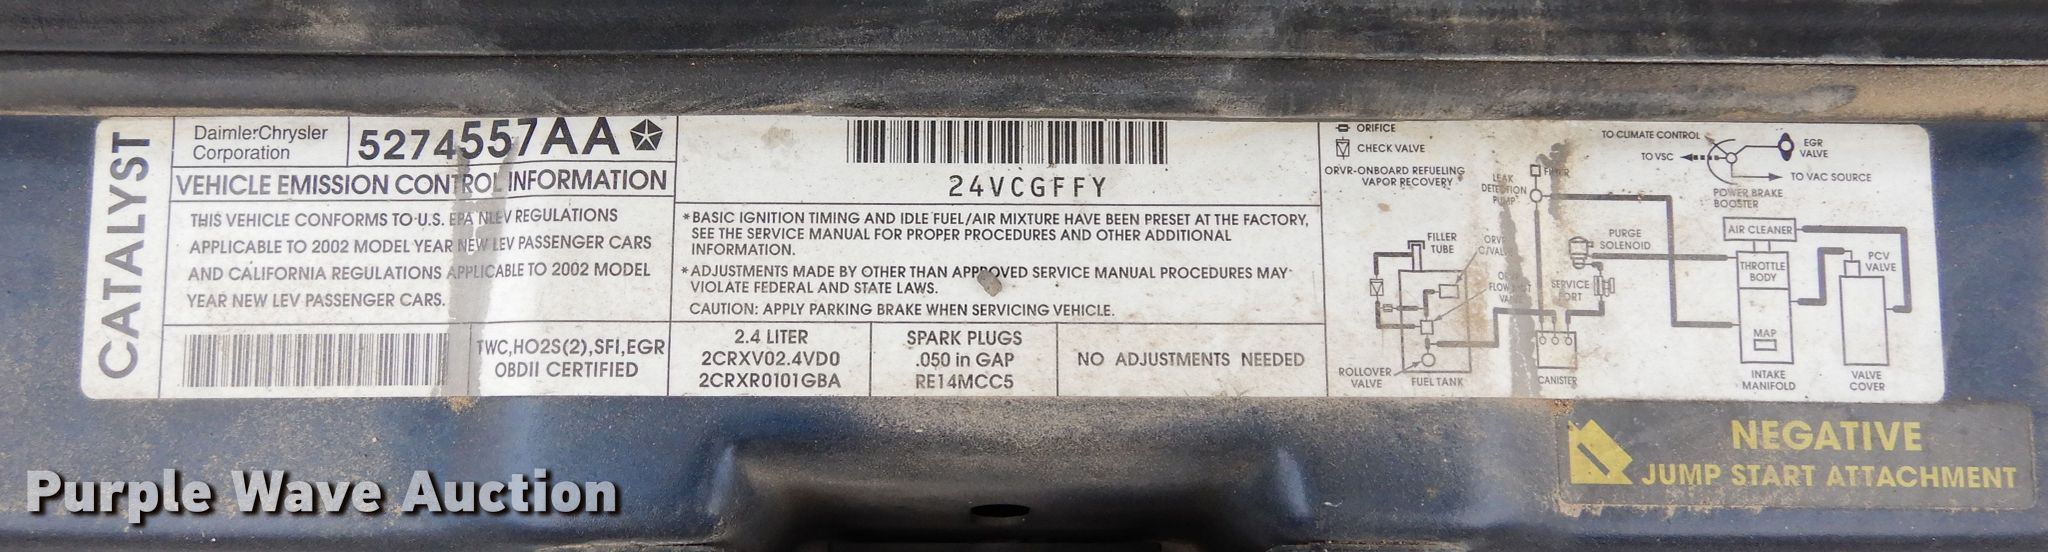 CATALYST
DaimlerChrysler
Corporation
5274557AA
VEHICLE EMISSION CONTROL INFORMATION
THIS VEHICLE CONFORMS TO U.S. EPA NLEV REGULATIONS
APPLICABLE TO 2002 MODEL YEAR NEW LEV PASSENGER CARS
AND CALIFORNIA REGULATIONS APPLICABLE TO 2002 MODEL
YEAR NEW LEV PASSENGER CARS.
TWC,HO2S(2),SFI,EGR
OBDII CERTIFIED
24VCGFFY
*BASIC IGNITION TIMING AND IDLE FUEL/AIR MIXTURE HAVE BEEN PRESET AT THE FACTORY,
SEE THE SERVICE MANUAL FOR PROPER PROCEDURES AND OTHER ADDITIONAL
INFORMATION.
*ADJUSTMENTS MADE BY OTHER THAN APPROVED SERVICE MANUAL PROCEDURES MAY
VIOLATE FEDERAL AND STATE LAWS.
CAUTION: APPLY PARKING BRAKE WHEN SERVICING VEHICLE.
2.4 LITER
2CRXV02.4VD0
2CRXR0101GBA
SPARK PLUGS
.050 in GAP
RE14MCC5
NO ADJUSTMENTS NEEDED
ORIFICE
CHECK VALVE
ORVR-ONBOARD REFUELING
VAPOR RECOVERY
LEAK
DETECTION
PUMP
FILTER
TO CLIMATE CONTROL
TO VSC
EGR
VALVE
TO VAC SOURCE
POWER BRAKE
BOOSTER
FILLER
TUBE
ORVR
C/VALVE
PURGE
SOLENOID
AIR CLEANER
THROTTLE
BODY
PCV
VALVE
SERVICE
PORT
MAP
ROLLOVER
VALVE
FUEL TANK
CANISTER
INTAKE
MANIFOLD
VALVE
COVER
NEGATIVE
JUMP START ATTACHMENT
Purple Wave Auction